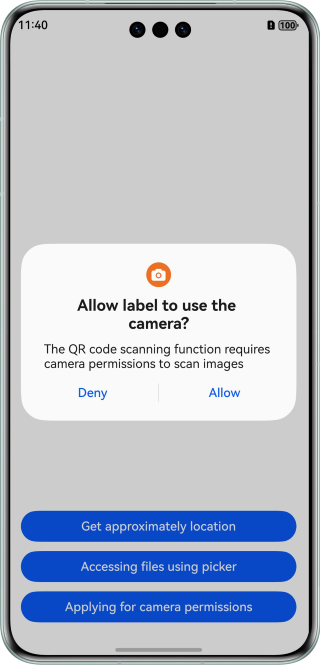 11:40
100
Allow label to use the
camera?
The QR code scanning function requires
camera permissions to scan images
Deny
Allow
Get approximately location
Accessing files using picker
Applying for camera permissions